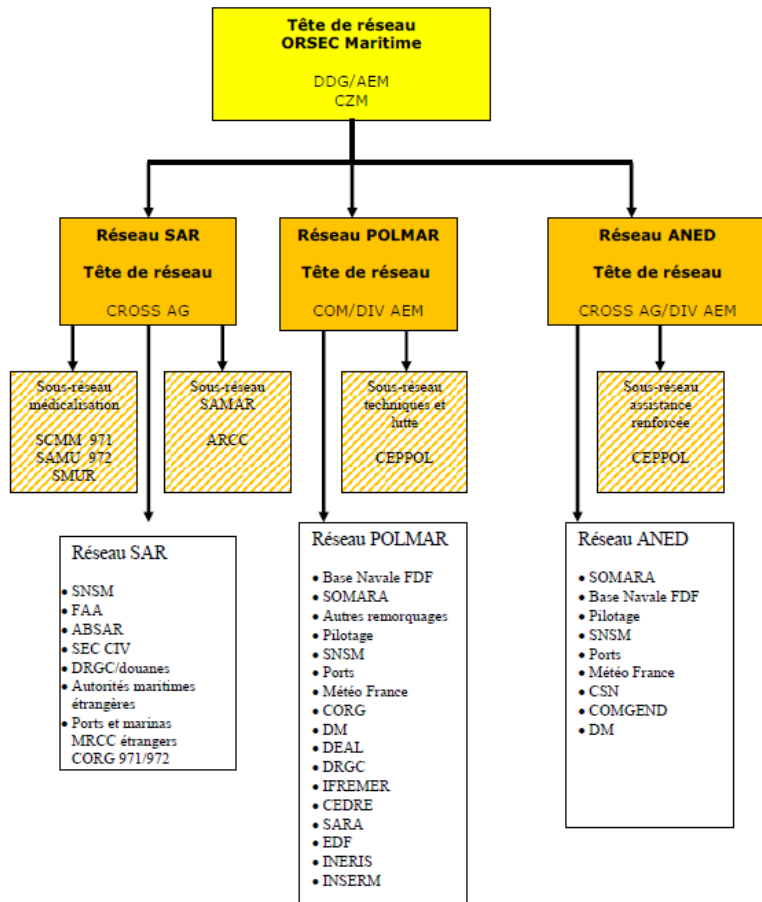 Tête de réseau
ORSEC Maritime
DDG/AEM
CZM
Réseau SAR
Tête de réseau
CROSS AG
Réseau POLMAR
Tête de réseau
COM/DIV AEM
Réseau ANED
Tête de réseau
CROSS AG/DIV AEM
Sous-réseau
médicalisation
SCMM 971
SAMU 972
SMUR
Sous-réseau
SAMAR
ARCC
Sous-réseau
techniques et
lutte
CEPPOL
Sous-réseau
assistance
renforcée
CEPPOL
Réseau SAR
• SNSM
• FAA
• ABSAR
• SEC CIV
• DRGC/douanes
• Autorités maritimes
étrangères
• Ports et marinas
MRCC étrangers
CORG 971/972
Réseau POLMAR
• Base Navale FDF
• SOMARA
• Autres remorquages
• Pilotage
• SNSM
• Ports
• Météo France
• CORG
• DM
• DEAL
• DRGC
• IFREMER
• CEDRE
• SARA
• EDF
• INERIS
• INSERM
Réseau ANED
• SOMARA
• Base Navale FDF
• Pilotage
• SNSM
• Ports
• Météo France
• CSN
• COMGEND
• DM